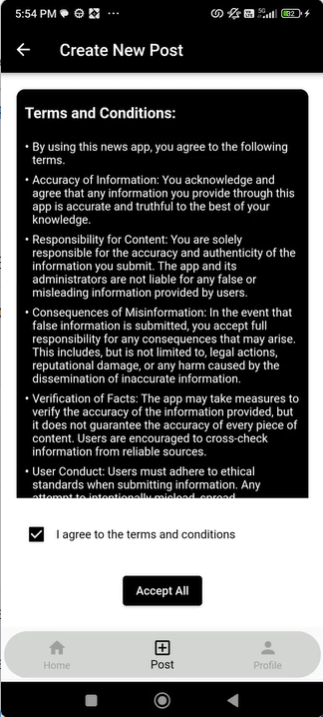 5:54 PM
5G
82
Create New Post
Terms and Conditions:
• By using this news app, you agree to the following
terms.
• Accuracy of Information: You acknowledge and
agree that any information you provide through this
app is accurate and truthful to the best of your
knowledge.
• Responsibility for Content: You are solely
responsible for the accuracy and authenticity of the
information you submit. The app and its
administrators are not liable for any false or
misleading information provided by users.
• Consequences of Misinformation: In the event that
false information is submitted, you accept full
responsibility for any consequences that may arise.
This includes, but is not limited to, legal actions,
reputational damage, or any harm caused by the
dissemination of inaccurate information.
• Verification of Facts: The app may take measures to
verify the accuracy of the information provided, but
it does not guarantee the accuracy of every piece of
content. Users are encouraged to cross-check
information from reliable sources.
• User Conduct: Users must adhere to ethical
standards when submitting information. Any
attempt to intentionally mislead, spread
I agree to the terms and conditions
Accept All
Home
Post
Profile